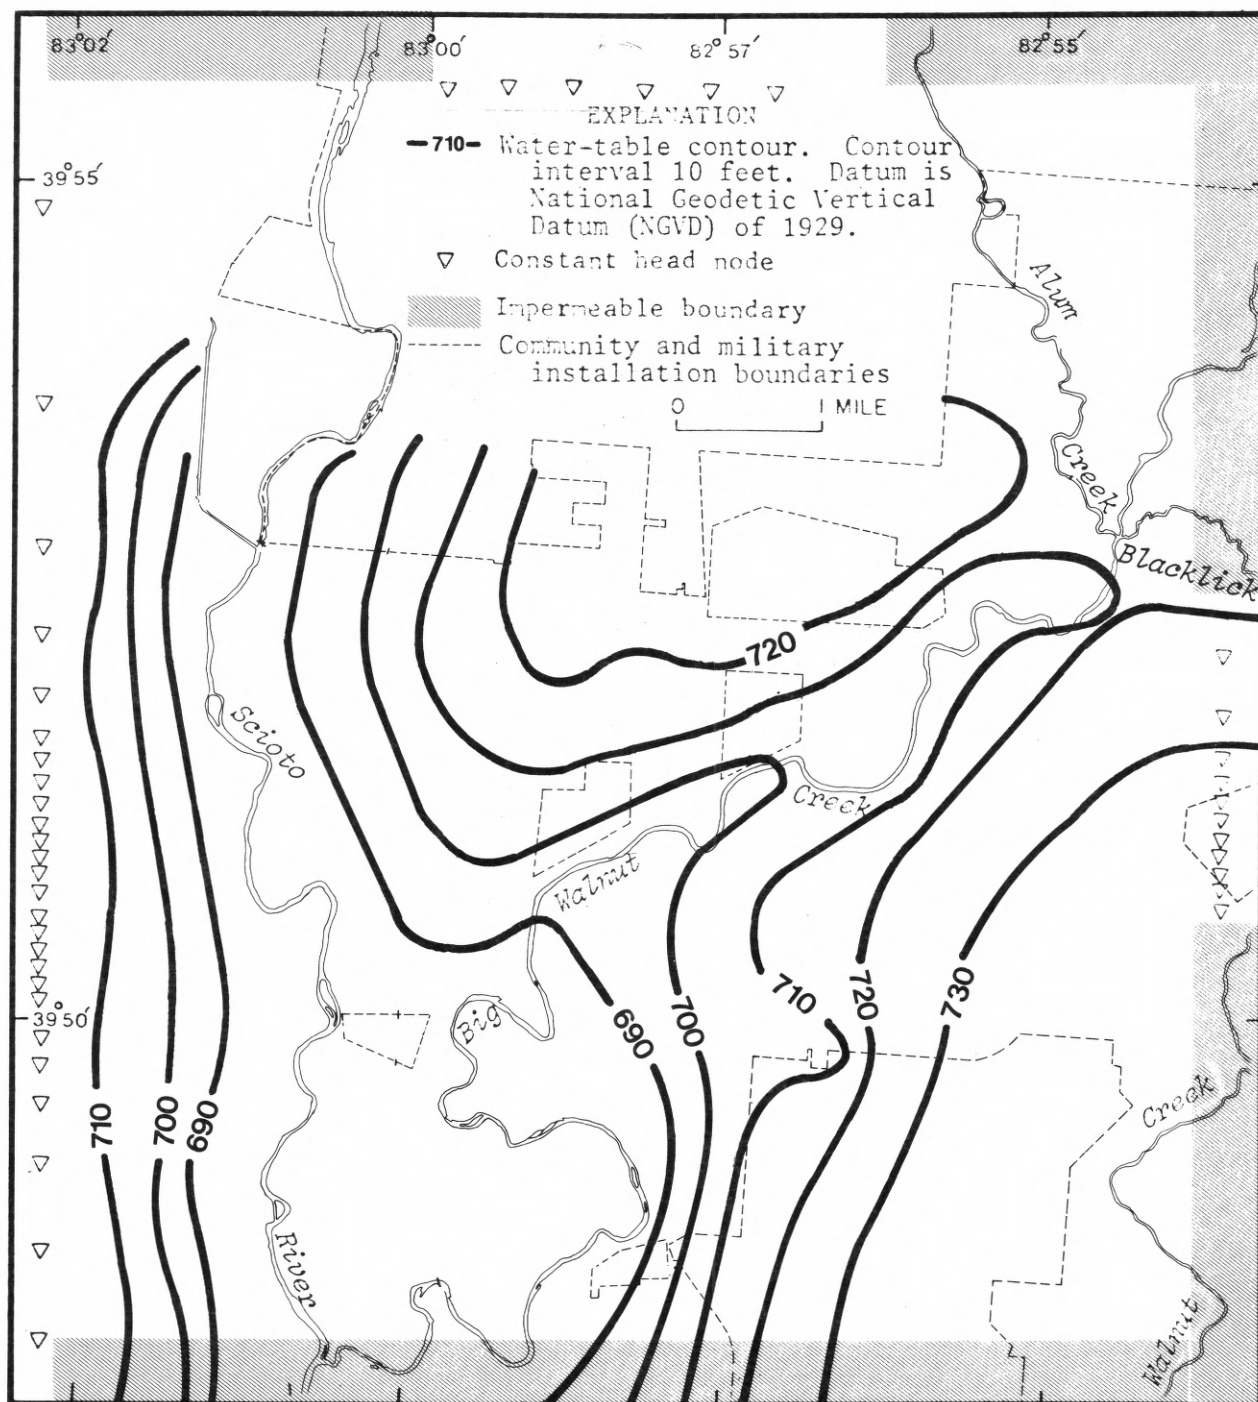 83°02′
83°00′
82°57′
82°55′
EXPLANATION
710 Water-table contour. Contour
interval 10 feet. Datum is
National Geodetic Vertical
Datum (NGVD) of 1929.
Constant head node
Impermeable boundary
Community and military
installation boundaries
0 1 MILE
39°55′
Alum
Creek
Blacklick
720
Scioto
Creek
Walnut
Big
39°50′
690
700
710
720
730
710
700
690
River
Creek
Walnut